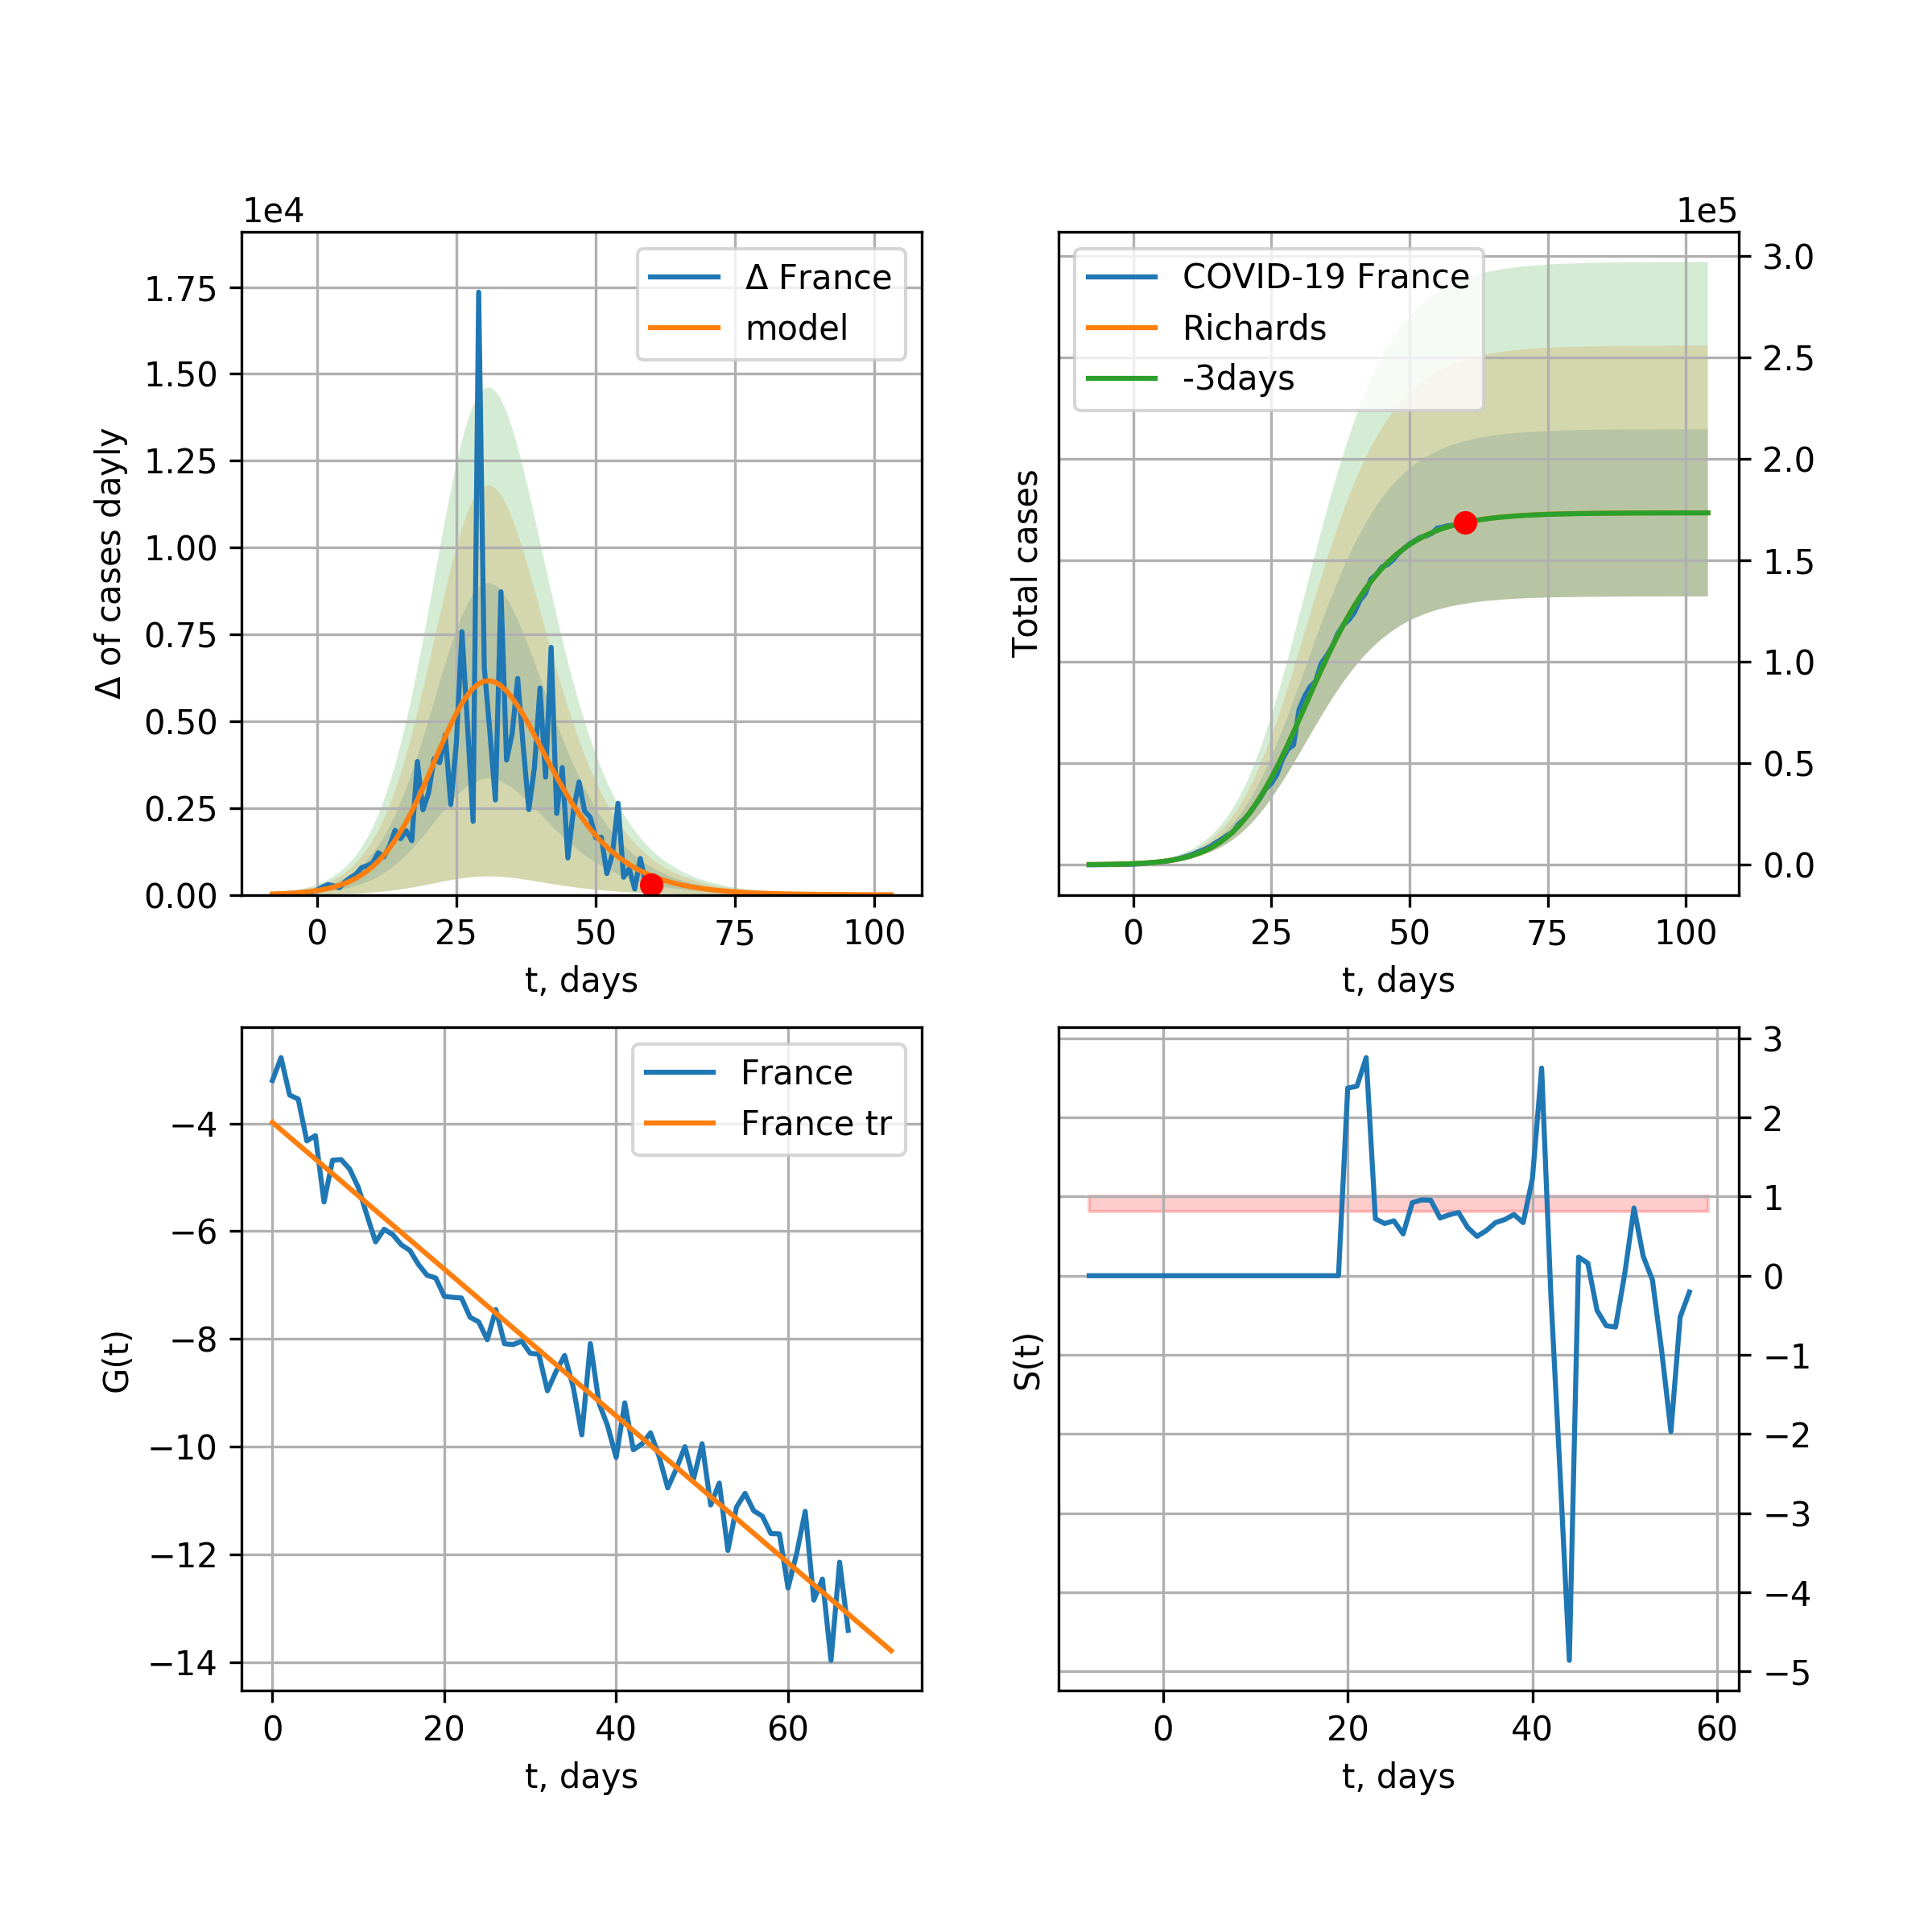 1e4
Δ of cases dayly
1.75
1.50
1.25
1.00
0.75
0.50
0.25
0.00
Δ France
model
0 25 50 75 100
t, days
1e5
Total cases
COVID-19 France
Richards
-3days
3.0
2.5
2.0
1.5
1.0
0.5
0.0
0 25 50 75 100
t, days
G(t)
−4
−6
−8
−10
−12
−14
France
France tr
0 20 40 60
t, days
S(t)
3
2
1
0
−1
−2
−3
−4
−5
0 20 40 60
t, days